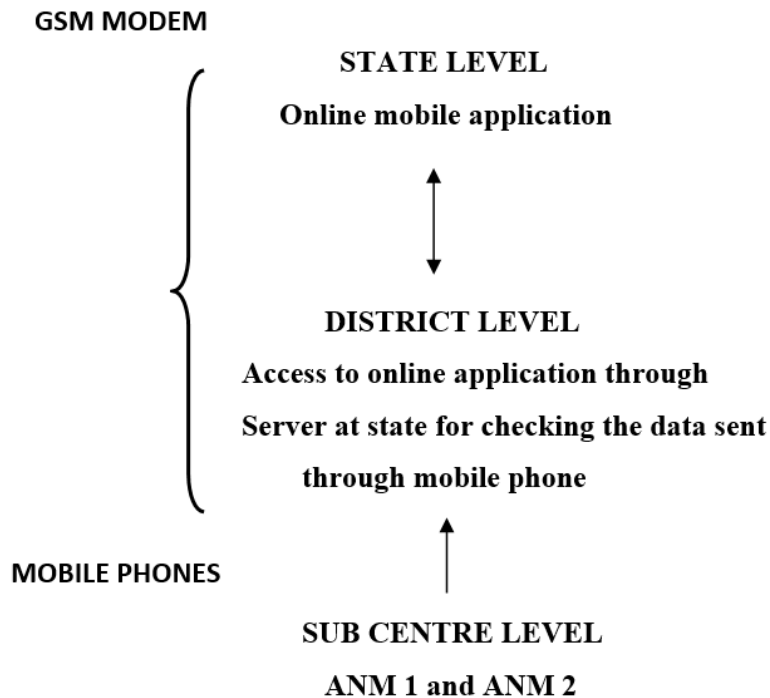 GSM MODEM
STATE LEVEL
Online mobile application
DISTRICT LEVEL
Access to online application through
Server at state for checking the data sent
through mobile phone
MOBILE PHONES
SUB CENTRE LEVEL
ANM 1 and ANM 2